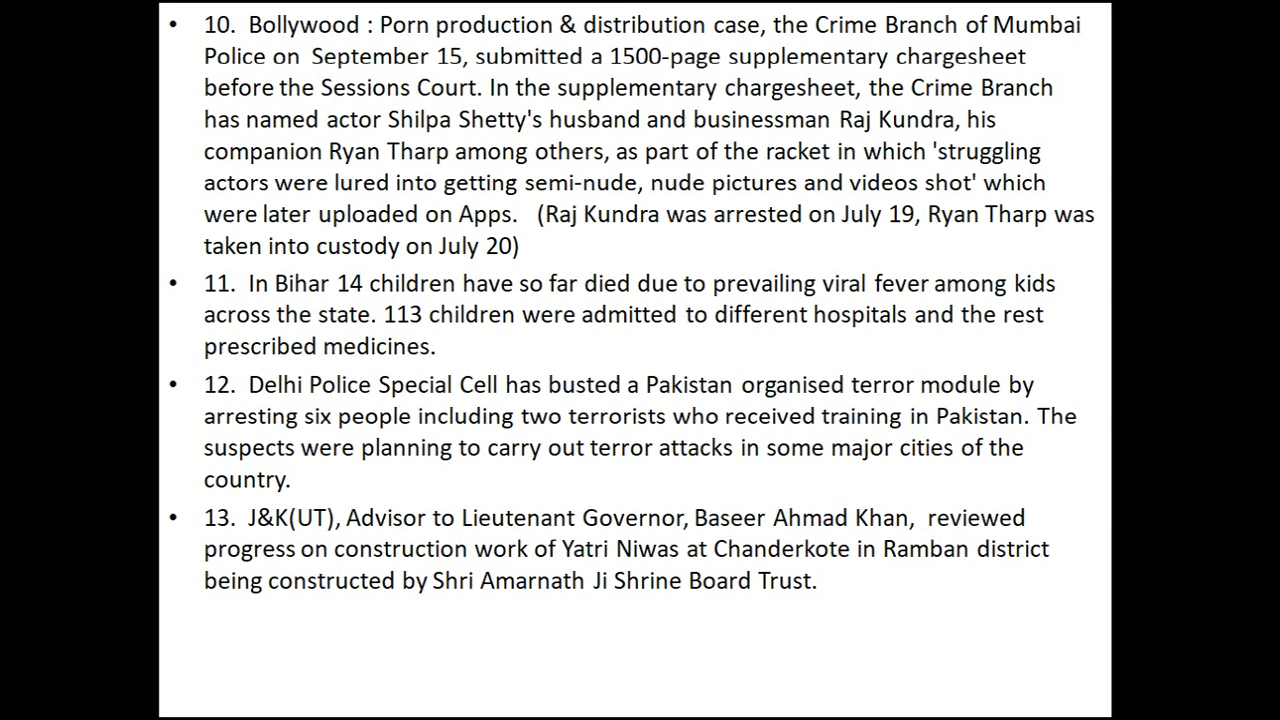 • 10. Bollywood : Porn production & distribution case, the Crime Branch of Mumbai
Police on September 15, submitted a 1500-page supplementary chargesheet
before the Sessions Court. In the supplementary chargesheet, the Crime Branch
has named actor Shilpa Shetty's husband and businessman Raj Kundra, his
companion Ryan Tharp among others, as part of the racket in which 'struggling
actors were lured into getting semi-nude, nude pictures and videos shot' which
were later uploaded on Apps. (Raj Kundra was arrested on July 19, Ryan Tharp was
taken into custody on July 20)
• 11. In Bihar 14 children have so far died due to prevailing viral fever among kids
across the state. 113 children were admitted to different hospitals and the rest
prescribed medicines.
• 12. Delhi Police Special Cell has busted a Pakistan organised terror module by
arresting six people including two terrorists who received training in Pakistan. The
suspects were planning to carry out terror attacks in some major cities of the
country.
• 13. J&K(UT), Advisor to Lieutenant Governor, Baseer Ahmad Khan, reviewed
progress on construction work of Yatri Niwas at Chanderkote in Ramban district
being constructed by Shri Amarnath Ji Shrine Board Trust.